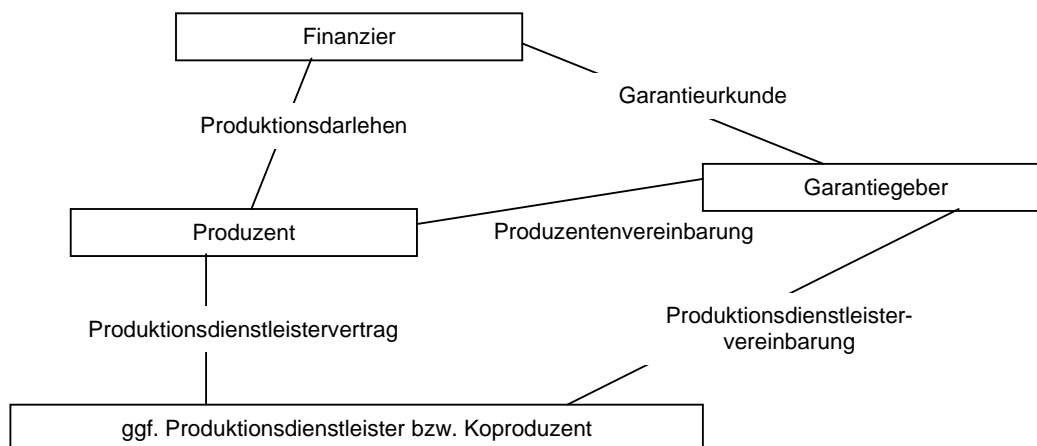 Finanzier
Garantieurkunde
Produktionsdarlehen
Garantiegeber
Produzent
Produzentenvereinbarung
Produktionsdienstleistervertrag
Produktionsdienstleister-
vereinbarung
ggf. Produktionsdienstleister bzw. Koproduzent